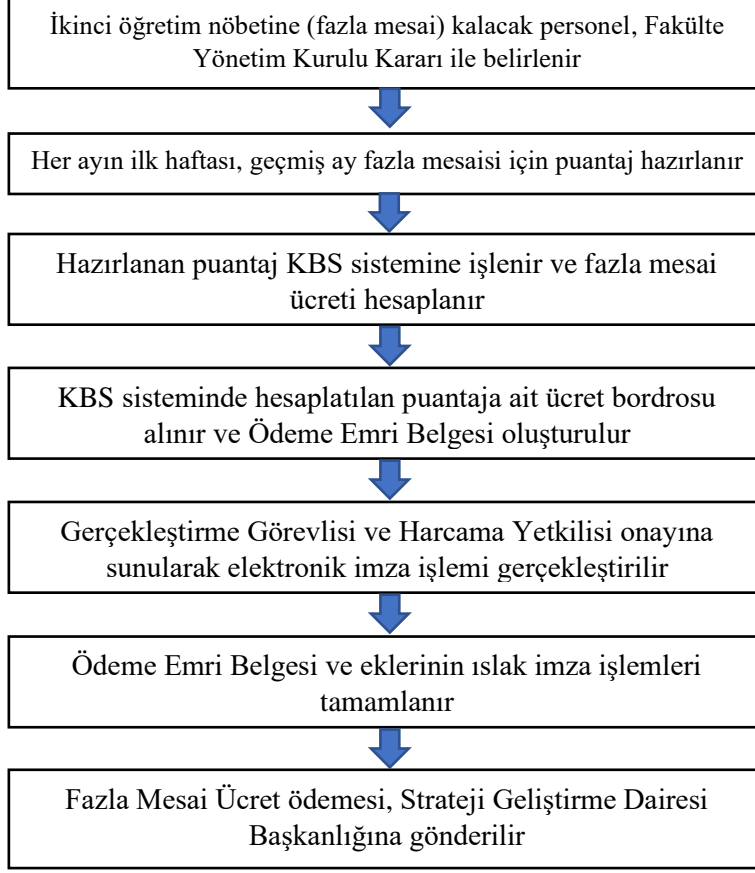 İkinci öğretim nöbetine (fazla mesai) kalacak personel, Fakülte
Yönetim Kurulu Kararı ile belirlenir
Her ayın ilk haftası, geçmiş ay fazla mesaisi için puantaj hazırlanır
Hazırlanan puantaj KBS sistemine işlenir ve fazla mesai
ücreti hesaplanır
KBS sisteminde hesaplatılan puantaja ait ücret bordrosu
alınır ve Ödeme Emri Belgesi oluşturulur
Gerçekleştirme Görevlisi ve Harcama Yetkilisi onayına
sunularak elektronik imza işlemi gerçekleştirilir
Ödeme Emri Belgesi ve eklerinin ıslak imza işlemleri
tamamlanır
Fazla Mesai Ücret ödemesi, Strateji Geliştirme Dairesi
Başkanlığına gönderilir